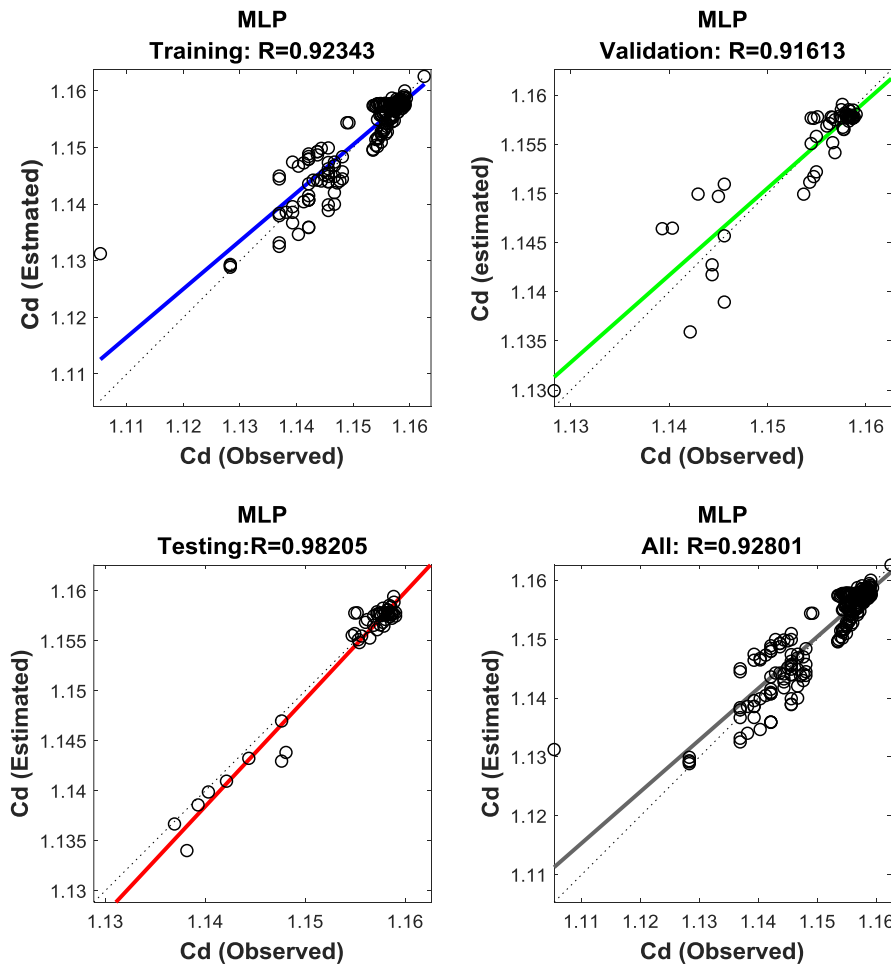 MLP
Training: R=0.92343
Cd (Estmated)
1.16
1.15
1.14
1.13
1.12
1.11
1.11 1.12 1.13 1.14 1.15 1.16
Cd (Observed)
MLP
Validation: R=0.91613
Cd (estimated)
1.16
1.155
1.15
1.145
1.14
1.135
1.13
1.13 1.14 1.15 1.16
Cd (Observed)
MLP
Testing:R=0.98205
Cd (Estimated)
1.16
1.155
1.15
1.145
1.14
1.135
1.13
1.13 1.14 1.15 1.16
Cd (Observed)
MLP
All: R=0.92801
Cd (Estimated)
1.16
1.15
1.14
1.13
1.12
1.11
1.11 1.12 1.13 1.14 1.15 1.16
Cd (Observed)